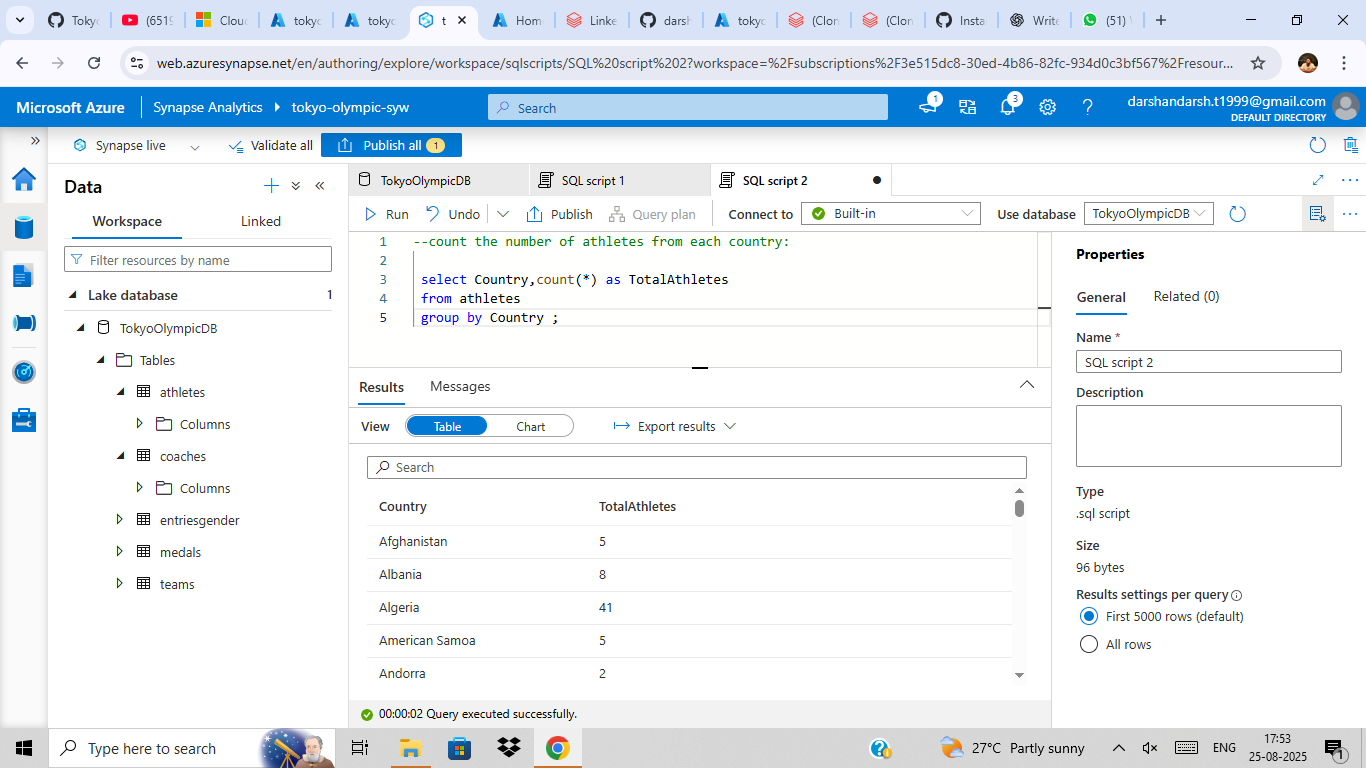 Tokyo
(6519
Clou
tokyo
tokyo
t
Home
Linke
darsh
tokyo
(Clon
(Clon
Instal
Write
(51)
web.azuresynapse.net/en/authoring/explore/workspace/sqlscripts/SQL%20script%202?workspace=%2Fsubscriptions%2F3e515dc8-30ed-4b86-82fc-934d0c3bf567%2Fresour...
Microsoft Azure
Synapse Analytics
tokyo-olympic-syw
Search
1
3
darshandarsh.t1999@gmail.com
DEFAULT DIRECTORY
Synapse live
Validate all
Publish all 1
Data
Workspace
Linked
Filter resources by name
Lake database 1
TokyoOlympicDB
Tables
athletes
Columns
coaches
Columns
entriesgender
medals
teams
TokyoOlympicDB
SQL script 1
SQL script 2
Run
Undo
Publish
Query plan
Connect to
Built-in
Use database
TokyoOlympicDB
1 --count the number of athletes from each country:
2
3 select Country,count(*) as TotalAthletes
4 from athletes
5 group by Country ;
Results
Messages
View
Table
Chart
Export results
Search
Country TotalAthletes
Afghanistan 5
Albania 8
Algeria 41
American Samoa 5
Andorra 2
00:00:02 Query executed successfully.
Properties
General
Related (0)
Name *
SQL script 2
Description
Type
.sql script
Size
96 bytes
Results settings per query
First 5000 rows (default)
All rows
Type here to search
27°C Partly sunny
ENG
17:53
25-08-2025
1